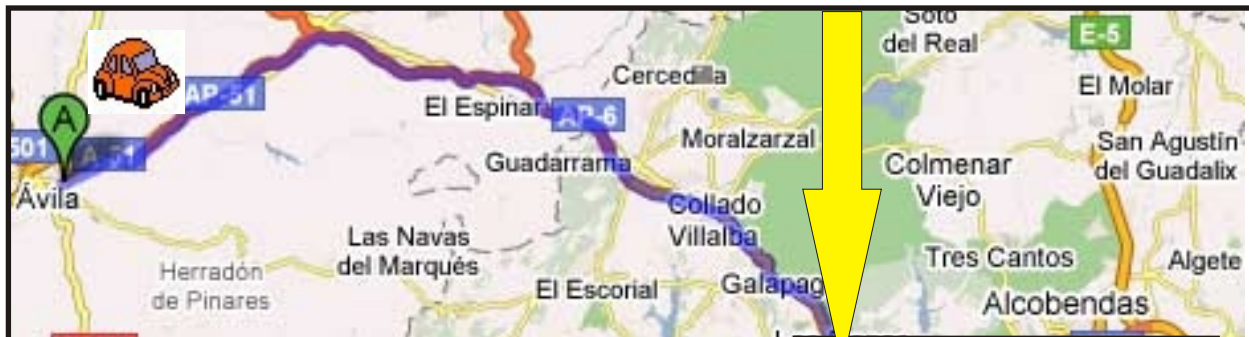 Soto
del Real
E-5
Cercedilla
El Molar
AP-51
El Espinar
AP-6
A
Moralzarzal
San Agustín
del Guadalix
501
A-51
Guadarrama
Colmenar
Viejo
Ávila
Collado
Villalba
Las Navas
del Marqués
Tres Cantos
Algete
Herradón
de Pinares
El Escorial
Galapag
Alcobendas